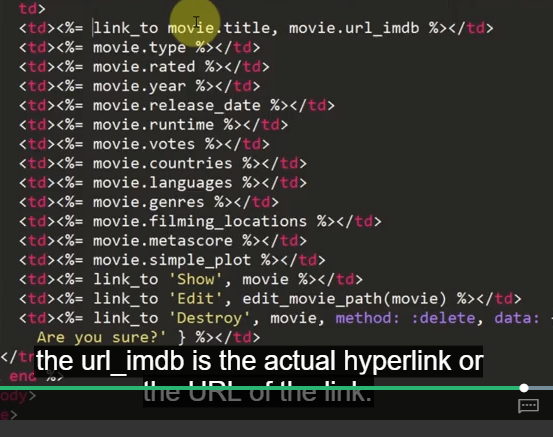 td>
<td><%= link_to movie.title, movie.url_imdb %></td>
<td><%= movie.type %></td>
<td><%= movie.rated %></td>
<td><%= movie.year %></td>
<td><%= movie.release_date %></td>
<td><%= movie.runtime %></td>
<td><%= movie.votes %></td>
<td><%= movie.countries %></td>
<td><%= movie.languages %></td>
<td><%= movie.genres %></td>
<td><%= movie.filming_locations %></td>
<td><%= movie.metascore %></td>
<td><%= movie.simple_plot %></td>
<td><%= link_to 'Show', movie %></td>
<td><%= link_to 'Edit', edit_movie_path(movie) %></td>
<td><%= link_to 'Destroy', movie, method: :delete, data: {
Are you sure?' } %></td>
</tr>
end %>
ody>
e>
the url_imdb is the actual hyperlink or
the URL of the link.